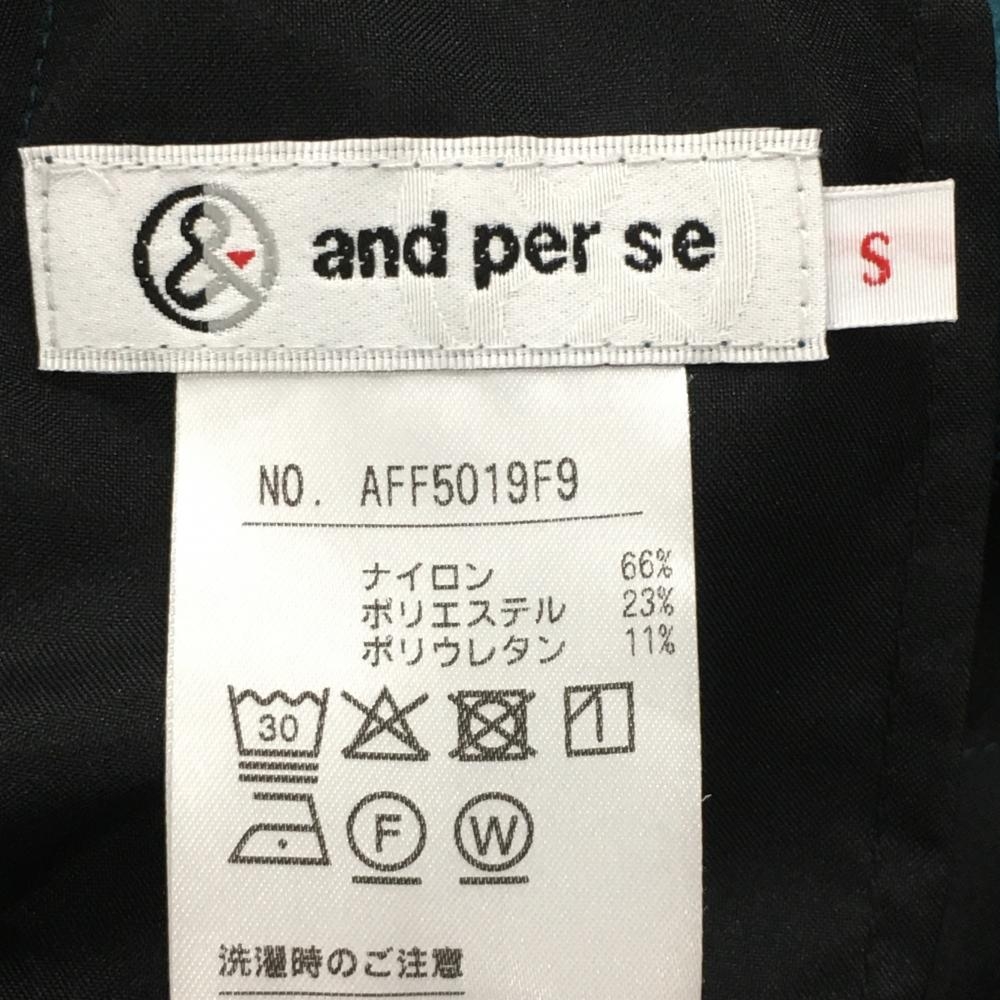 and per se
S
NO. AFF5019F9
ナイロン 66%
ポリエステル 23%
ポリウレタン 11%
30
F W
洗濯時のご注意